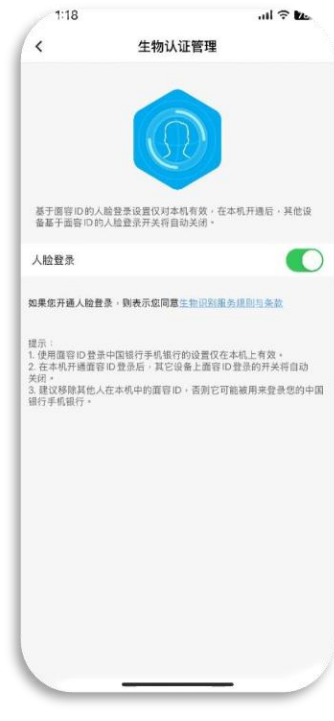 1:18
生物认证管理
基于面容ID的人脸登录设置仅对本机有效，在本机开通后，其他设
备基于面容ID的人脸登录开关将自动关闭。
人脸登录
如果您开通人脸登录，则表示您同意生物识别服务规则与条款
提示：
1. 使用面容ID登录中国银行手机银行的设置仅在本机上有效。
2. 在本机开通面容ID登录后，其它设备上面容ID登录的开关将自动
关闭。
3. 建议移除其他人在本机中的面容ID，否则它可能被用来登录您的中国
银行手机银行。